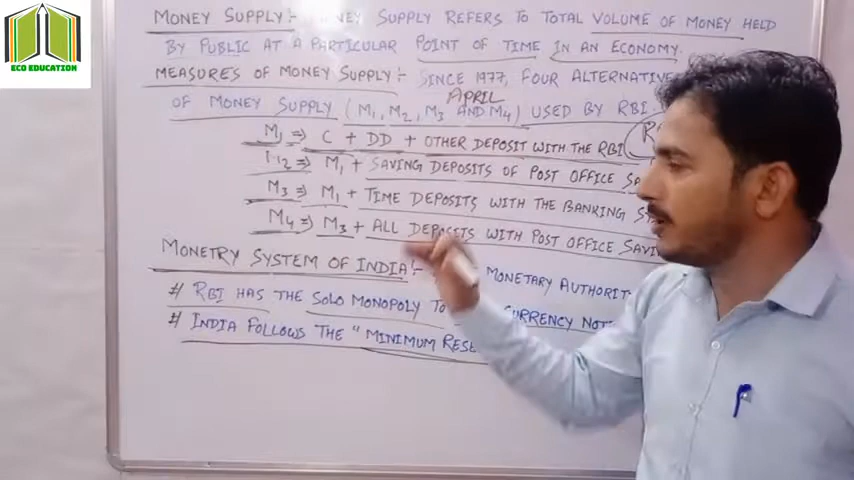 ECO EDUCATION
MONEY SUPPLY :- MONEY SUPPLY REFERS TO TOTAL VOLUME OF MONEY HELD
BY PUBLIC AT A PARTICULAR POINT OF TIME IN AN ECONOMY.
MEASURE'S OF MONEY SUPPLY :- SINCE 1977, FOUR ALTERNATIVE
APRIL
OF MONEY SUPPLY (M1, M2, M3 AND M4) USED BY RBI.
M1 => C + DD + OTHER DEPOSIT WITH THE RBI
M2 => M1 + SAVING DEPOSITS OF POST OFFICE
M3 => M1 + TIME DEPOSITS WITH THE BANKING
M4 => M3 + ALL DEPOSITS WITH POST OFFICE SAVI
MONETRY SYSTEM OF INDIA :- MONETARY AUTHORIT
# RBI HAS THE SOLO MONOPOLY TO CURRENCY NOT
# INDIA FOLLOWS THE "MINIMUM RESE